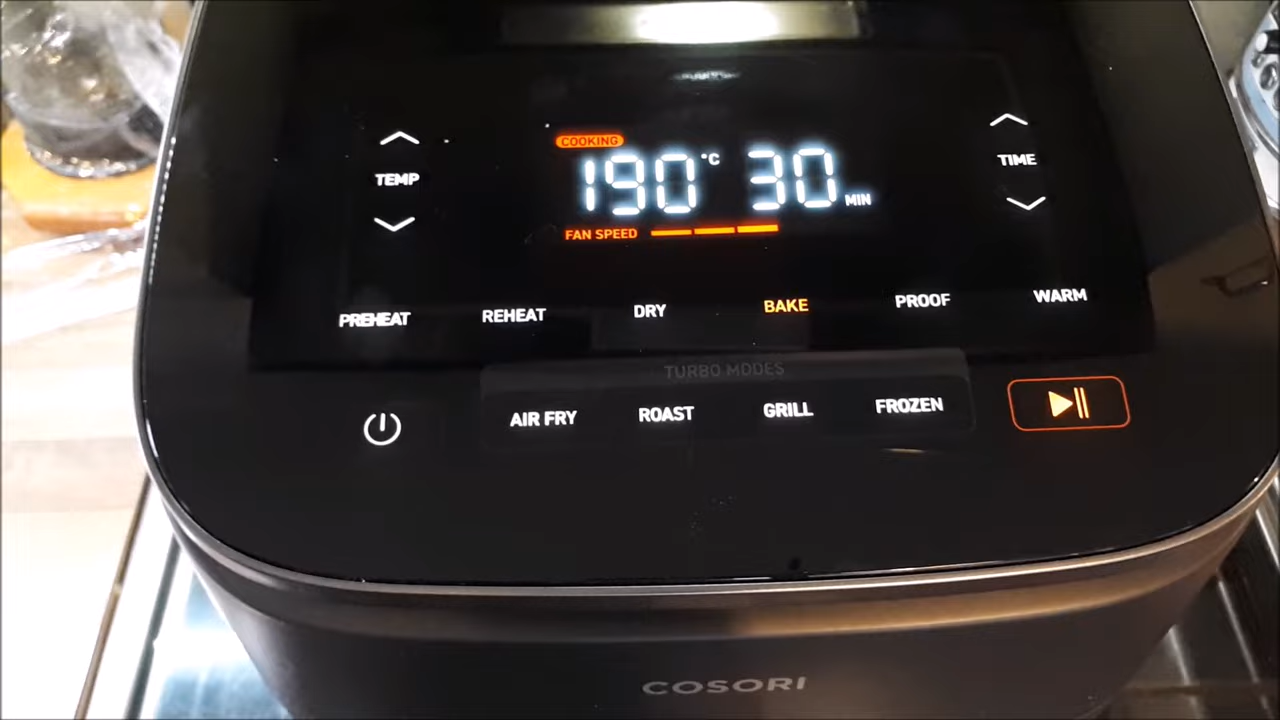 COOKING
TEMP
190 °C 30 MIN
TIME
FAN SPEED
PREHEAT REHEAT DRY BAKE PROOF WARM
TURBO MODES
AIR FRY ROAST GRILL FROZEN
COSORI